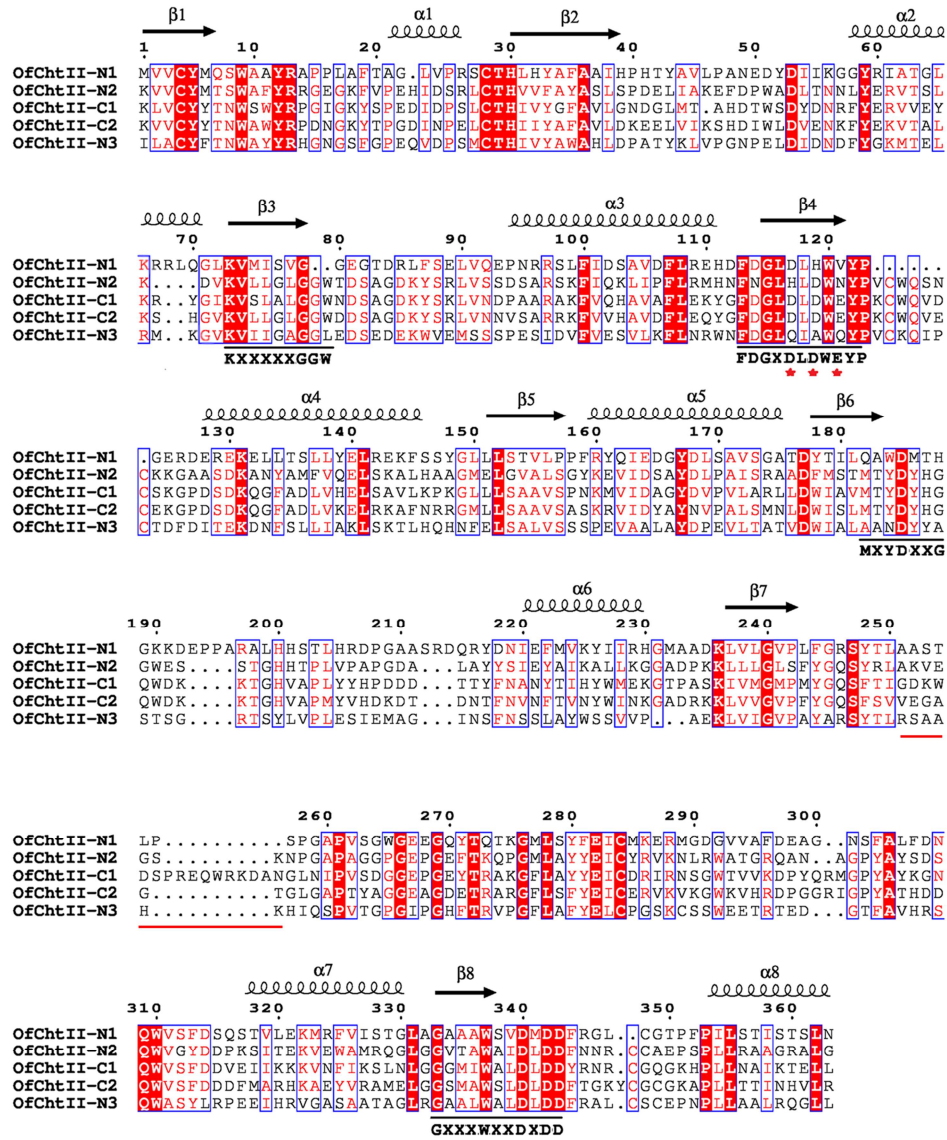 β1 α1 β2 α2
1 10 20 30 40 50 60
OfChtII-N1 MVVCYMQSWAAYRAPPLAFTAG.LVPRSCTHLHYAFAAIHPHTYAVLPANEDYDIIKGGYRIATGL
OfChtII-N2 KVVCYMTSWAFYRRGEGKFVPEHIDSRLCTHVVFAYASLSPDELIAKEFDPWADLTNNLYERVTSL
OfChtII-C1 KLVCYYTNWSWYRPGIGKYSPEDIDPSLCTHIVYGFAVLGNDGLMT.AHDTWSDYDNRFYERVVEY
OfChtII-C2 KVVCYYTNWAWYRPDNGKYTPGDINPELCTHIIYAFAVLDKEELVIKSHDIWLDVENKFYEKVTAL
OfChtII-N3 ILACYFTNWAYYRHGNGSFGPEQVDPSMCTHIVYAWAHLDPATYKLVPGNPELDIDNDFYGKMTEL
β3 α3 β4
70 80 90 100 110 120
OfChtII-N1 KRRLQGLKVMISVG..GEGTDRLFSELVQEPNRRSLFIDSAVDFLREHDFDGLDLHWVYP.....
OfChtII-N2 K....DVKVLLGLGGWTDSAGDKYSRLVNDPSARRKFIQKLIPFLRMHNFNGLHLDWNYPVCWQSN
OfChtII-C1 KR..YGIKVSLALGGWNDSAGDKYSRLVNDPAARAKFIQKVLAFLEKYGFDGLDLDWEYPVCWQVE
OfChtII-C2 KS..HGVKVLLGLGGWDDSAGDKYSRLVNNVSARRKFVVHAVDFLEQYGFDGLDLDWEYPKCWQVE
OfChtII-N3 RM..KGVKVIIGAGGLEDSEDEKWVEMSSSPESIDVFVESVLKFLNRWNFDGLQIAWQYPVCKQIP
KXXXXXXGGW FDGXDLDWEYP
α4 β5 α5 β6
130 140 150 160 170 180
OfChtII-N1 .GERDEREKELLTSLLYELREKFSSYGLLLSTVLPPFRYQIEDGYDLSAVSGATDYTILQAWDMTH
OfChtII-N2 CKKGAASDKANYAMFVQELSKALHAAGMELGVALSGYKEVIDSAYDLPAISRAADFMSTMTYDYHG
OfChtII-C1 CSKGPDSDKQGFADLVHELSAVLKPKGLLLSAAVSPNKMVIDAGYDVPVLARLLDWIAVMTYDYHG
OfChtII-C2 CEKGPDSDKQGFADLVKELRKAFNRRGMLLSAAVSASKRVIDYAYNVPALSMNLDWISLMTYDYHG
OfChtII-N3 CTDFDITEKDNFSLLIAKLSKTLHQHNFELSALVSSSPEVAALAYDPEVLTATVDWIALAANDYYA
MXYDXXG
α6 β7
190 200 210 220 230 240 250
OfChtII-N1 GKKDEPPARALHHSTLHRDPGAASRDQRYDNIEFMVKYIRHGMAADKLVLGVPLFGRSYTLAAST
OfChtII-N2 GWES....STGHHTPLVPAPGDA..LAYYSIEYAIKALLKGGADPKKLLLGLSFYGQSYRLAKVE
OfChtII-C1 QWDK....KTGHVAPLYYHPDDD..TTYFNANYTIHYWMEKGTPASKIVMGMPMYGQSFTIGDKW
OfChtII-C2 QWDK....KTGHVAPMYVHDKDT..DNTFNVNFTVNYWINKGADRKKLVVGVPFYGQSFSVVEGA
OfChtII-N3 STSG....RTSYLVPLESIEMAG..INSFNSSLAYWSSVVP..AEKLVIGVPAYARSYTLRSAA
260 270 280 290 300
OfChtII-N1 LP..........SPGAPVSGWGEEGQYTQTKGMLSYFEICMKERMGDGVVAFDEAG..NSFALFDN
OfChtII-N2 GS..........KNPGAPAGGPGEPGEFTKQPGMLAYYEICYRVKNLRWATGRQAN..AGPYAYSDS
OfChtII-C1 DSPREQWRKDANGLNIPVSDGGEPGEYTRAKGFLAYYEICDRIRNSGWTVVKDPYQRMGPYAYKGN
OfChtII-C2 G...........TGLGAPTYAGGEAGDETRARGFLSFYEICERVKVKGWKVHRDPGGRIGPYATHDD
OfChtII-N3 H...........KHIQSPVTGPGIPGHFTRVPGFLAFYELCPGSKCSSWEETRTED..GTFAVHRS
α7 β8 α8
310 320 330 340 350 360
OfChtII-N1 QWVSFDSQSTVLEKMRFVISTGLAGAAAWSVDMDDFRGL..CGTPFPILSTISTSLN
OfChtII-N2 QWVGYDDPKSITEKVEWAMRQGLGGVTAWAIDLDDFNNR.CCAEPSPLLRAAGRALG
OfChtII-C1 QWVSFDDVEIIKKKVNFIKSLNLGGGMIWALDLDDYRNR.CGCGKHPLLNAIKTELL
OfChtII-C2 QWVSFDDDFMARHKAEYVRAMELGGSMAWSLDLDDFTGKYCGCGKAPLLTTINHVLR
OfChtII-N3 QWASYLRPEEIHRVGASAATAGLRGAALWALDLDDFRAL.CSCEPNPLLAALRQGLL
GXXXWXXDXDD